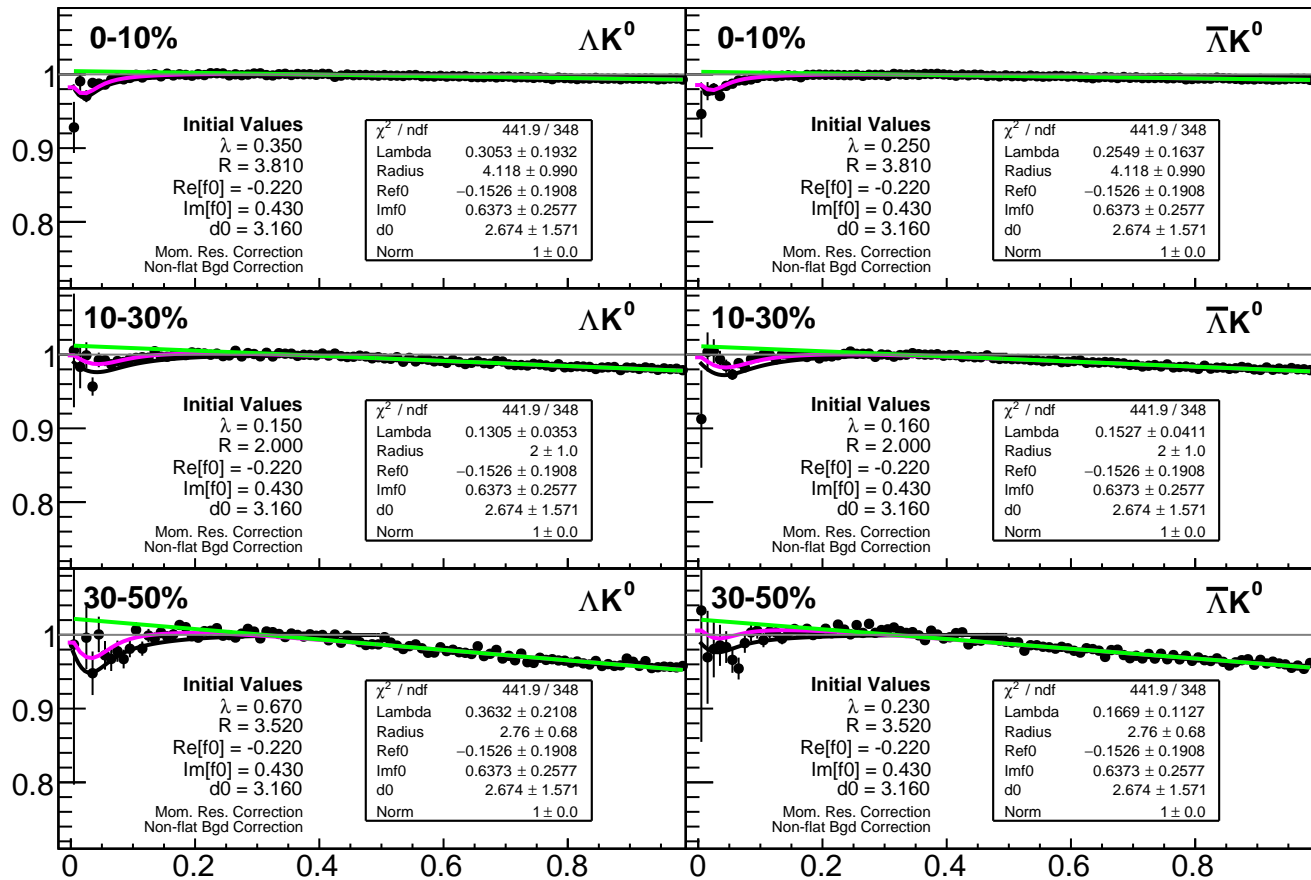 0-10%
ΛK⁰
1
0.9
0.8
Initial Values
λ = 0.350
R = 3.810
Re[f0] = -0.220
Im[f0] = 0.430
d0 = 3.160
Mom. Res. Correction
Non-flat Bgd Correction
χ² / ndf 441.9 / 348
Lambda 0.3053 ± 0.1932
Radius 4.118 ± 0.990
Ref0 −0.1526 ± 0.1908
Imf0 0.6373 ± 0.2577
d0 2.674 ± 1.571
Norm 1 ± 0.0
0-10%
Λ̅K⁰
Initial Values
λ = 0.250
R = 3.810
Re[f0] = -0.220
Im[f0] = 0.430
d0 = 3.160
Mom. Res. Correction
Non-flat Bgd Correction
χ² / ndf 441.9 / 348
Lambda 0.2549 ± 0.1637
Radius 4.118 ± 0.990
Ref0 −0.1526 ± 0.1908
Imf0 0.6373 ± 0.2577
d0 2.674 ± 1.571
Norm 1 ± 0.0
10-30%
ΛK⁰
1
0.9
0.8
Initial Values
λ = 0.150
R = 2.000
Re[f0] = -0.220
Im[f0] = 0.430
d0 = 3.160
Mom. Res. Correction
Non-flat Bgd Correction
χ² / ndf 441.9 / 348
Lambda 0.1305 ± 0.0353
Radius 2 ± 1.0
Ref0 −0.1526 ± 0.1908
Imf0 0.6373 ± 0.2577
d0 2.674 ± 1.571
Norm 1 ± 0.0
10-30%
Λ̅K⁰
Initial Values
λ = 0.160
R = 2.000
Re[f0] = -0.220
Im[f0] = 0.430
d0 = 3.160
Mom. Res. Correction
Non-flat Bgd Correction
χ² / ndf 441.9 / 348
Lambda 0.1527 ± 0.0411
Radius 2 ± 1.0
Ref0 −0.1526 ± 0.1908
Imf0 0.6373 ± 0.2577
d0 2.674 ± 1.571
Norm 1 ± 0.0
30-50%
ΛK⁰
1
0.9
0.8
Initial Values
λ = 0.670
R = 3.520
Re[f0] = -0.220
Im[f0] = 0.430
d0 = 3.160
Mom. Res. Correction
Non-flat Bgd Correction
χ² / ndf 441.9 / 348
Lambda 0.3632 ± 0.2108
Radius 2.76 ± 0.68
Ref0 −0.1526 ± 0.1908
Imf0 0.6373 ± 0.2577
d0 2.674 ± 1.571
Norm 1 ± 0.0
30-50%
Λ̅K⁰
Initial Values
λ = 0.230
R = 3.520
Re[f0] = -0.220
Im[f0] = 0.430
d0 = 3.160
Mom. Res. Correction
Non-flat Bgd Correction
χ² / ndf 441.9 / 348
Lambda 0.1669 ± 0.1127
Radius 2.76 ± 0.68
Ref0 −0.1526 ± 0.1908
Imf0 0.6373 ± 0.2577
d0 2.674 ± 1.571
Norm 1 ± 0.0
0 0.2 0.4 0.6 0.8
0 0.2 0.4 0.6 0.8